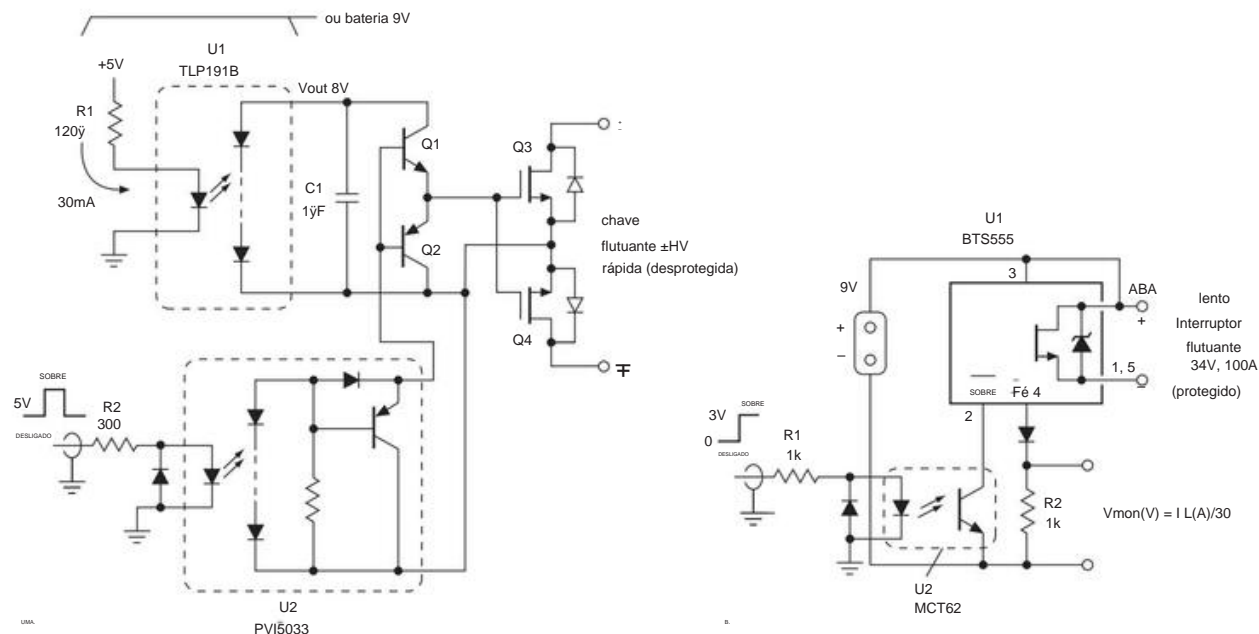 ou bateria 9V
U1
TLP191B
+5V
Vout 8V
R1
120ÿ
30mA
C1
1ÿF
Q1
Q2
Q3
Q4
chave
flutuante ±HV
rápida (desprotegida)
5V
SOBRE
DESLIGADO
R2
300
U2
PVI5033
UMA.
U1
BTS555
3
9V
+
−
ABA
+
1, 5
−
lento
Interruptor
flutuante
34V, 100A
(protegido)
SOBRE
Fé 4
2
3V
0
SOBRE
DESLIGADO
R1
1k
R2
1k
Vmon(V) = I L(A)/30
U2
MCT62
B.